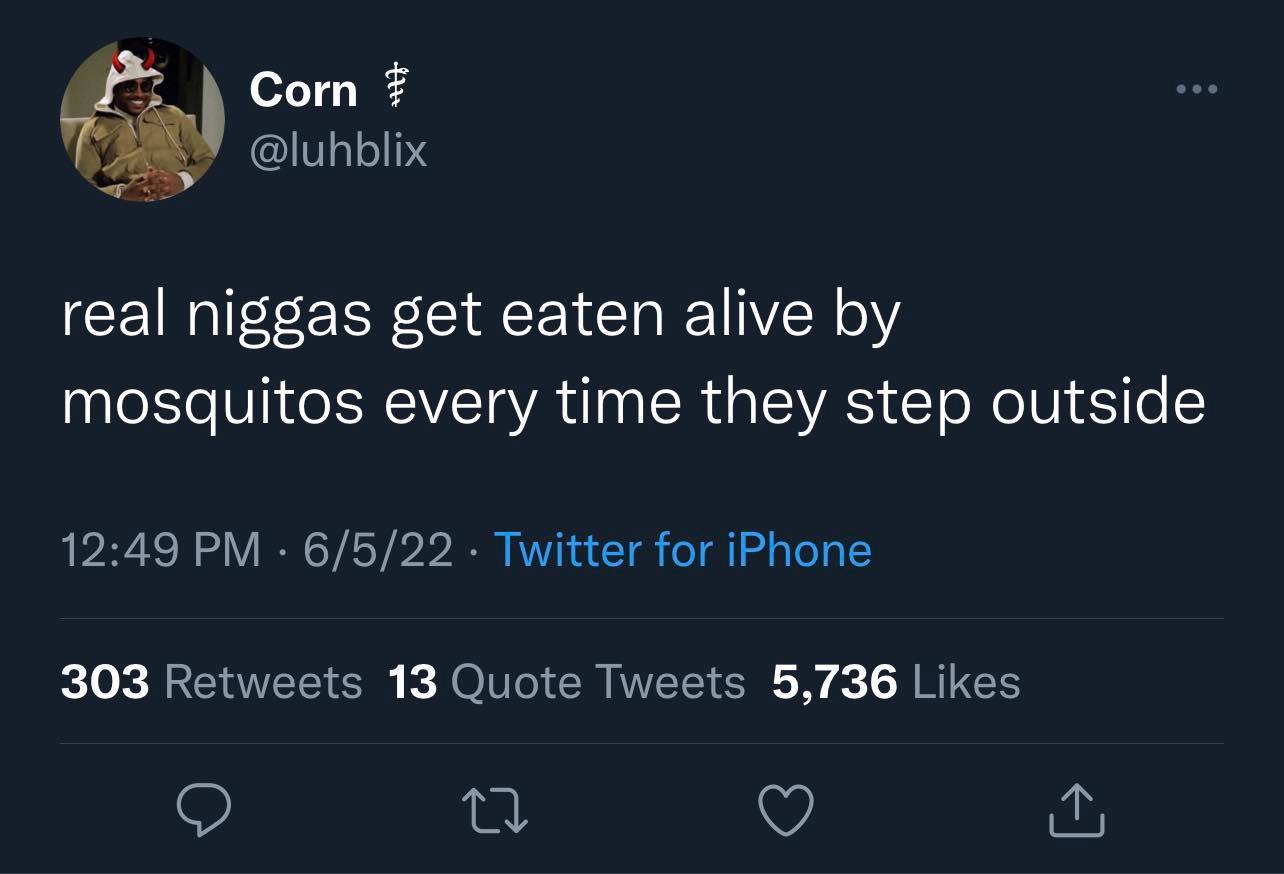 Corn ⚕
@luhblix
real niggas get eaten alive by
mosquitos every time they step outside
12:49 PM · 6/5/22 · Twitter for iPhone
303 Retweets 13 Quote Tweets 5,736 Likes